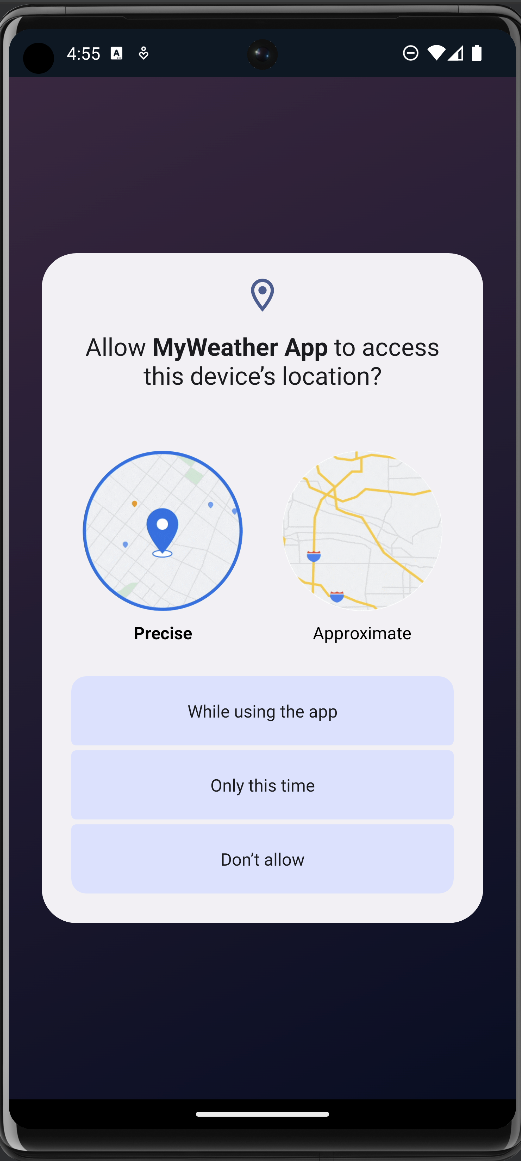 4:55
A
Allow MyWeather App to access
this device's location?
Precise
Approximate
While using the app
Only this time
Don't allow